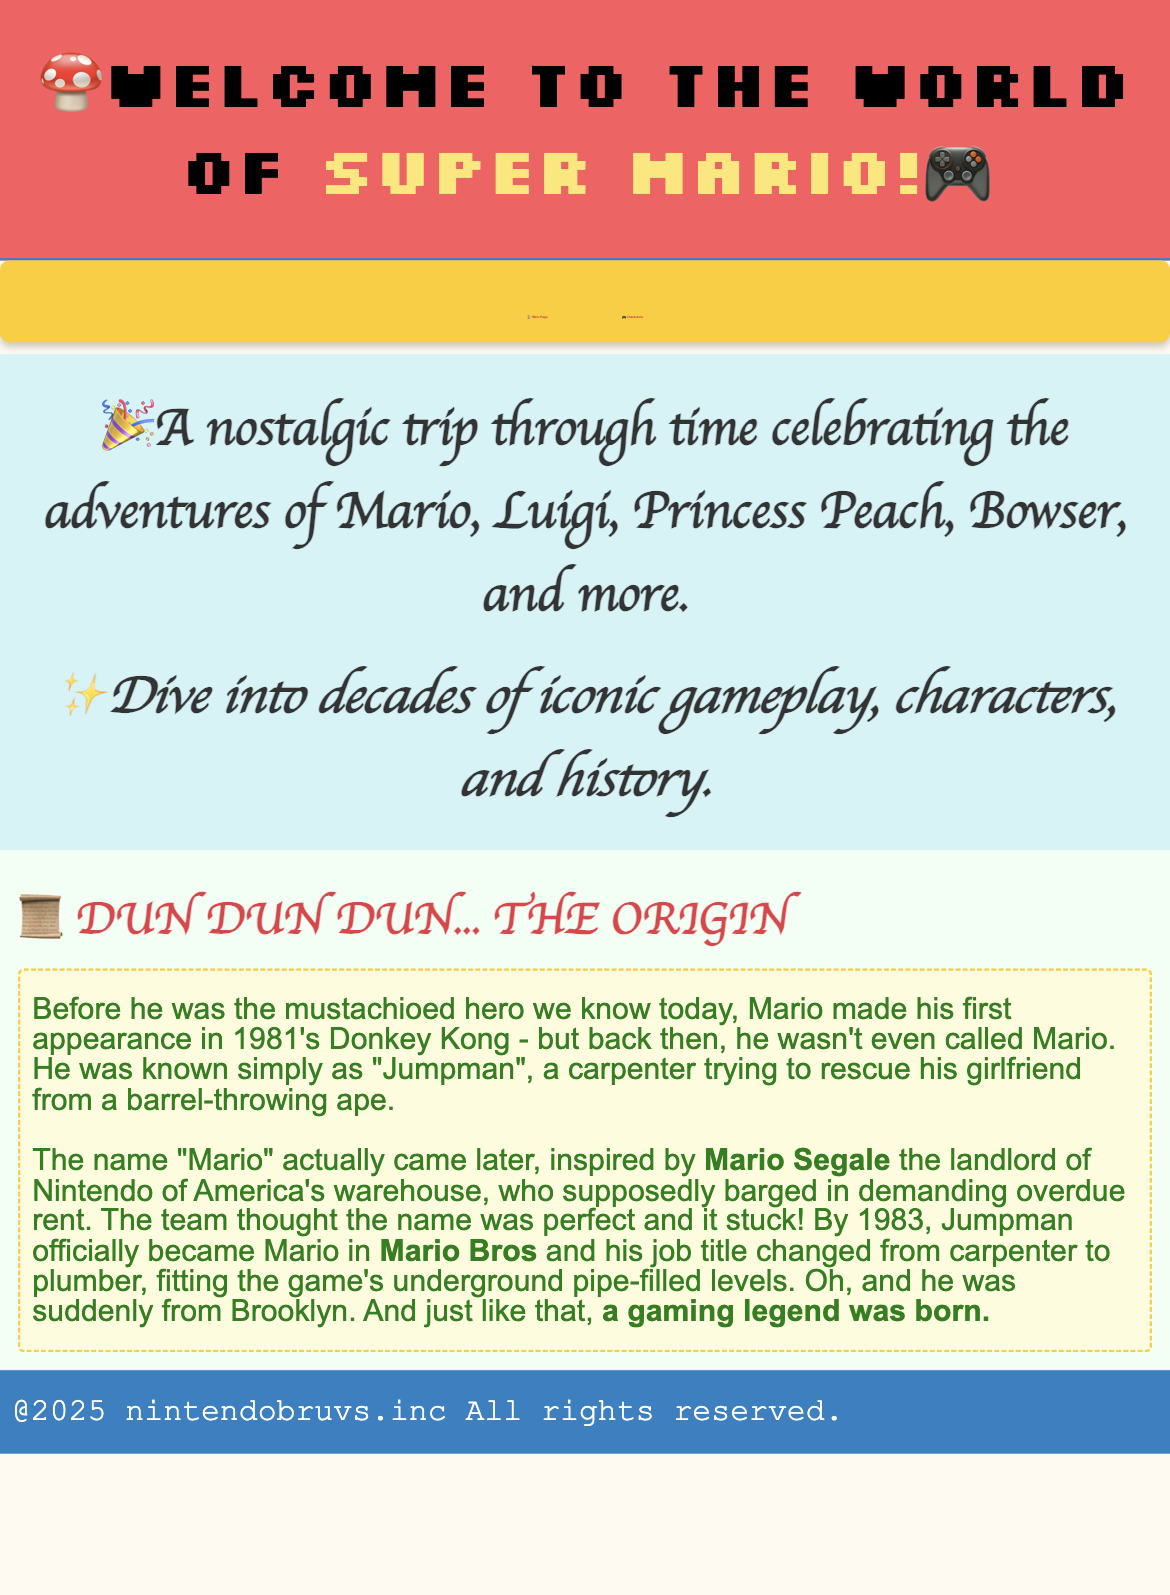 🍄WELCOME TO THE WORLD
OF SUPER MARIO!🎮
Main Page
🎮 Characters
🎉A nostalgic trip through time celebrating the
adventures of Mario, Luigi, Princess Peach, Bowser,
and more.
✨Dive into decades of iconic gameplay, characters,
and history.
📜 DUN DUN DUN... THE ORIGIN
Before he was the mustachioed hero we know today, Mario made his first
appearance in 1981's Donkey Kong - but back then, he wasn't even called Mario.
He was known simply as "Jumpman", a carpenter trying to rescue his girlfriend
from a barrel-throwing ape.
The name "Mario" actually came later, inspired by Mario Segale the landlord of
Nintendo of America's warehouse, who supposedly barged in demanding overdue
rent. The team thought the name was perfect and it stuck! By 1983, Jumpman
officially became Mario in Mario Bros and his job title changed from carpenter to
plumber, fitting the game's underground pipe-filled levels. Oh, and he was
suddenly from Brooklyn. And just like that, a gaming legend was born.
@2025 nintendobruvs.inc All rights reserved.